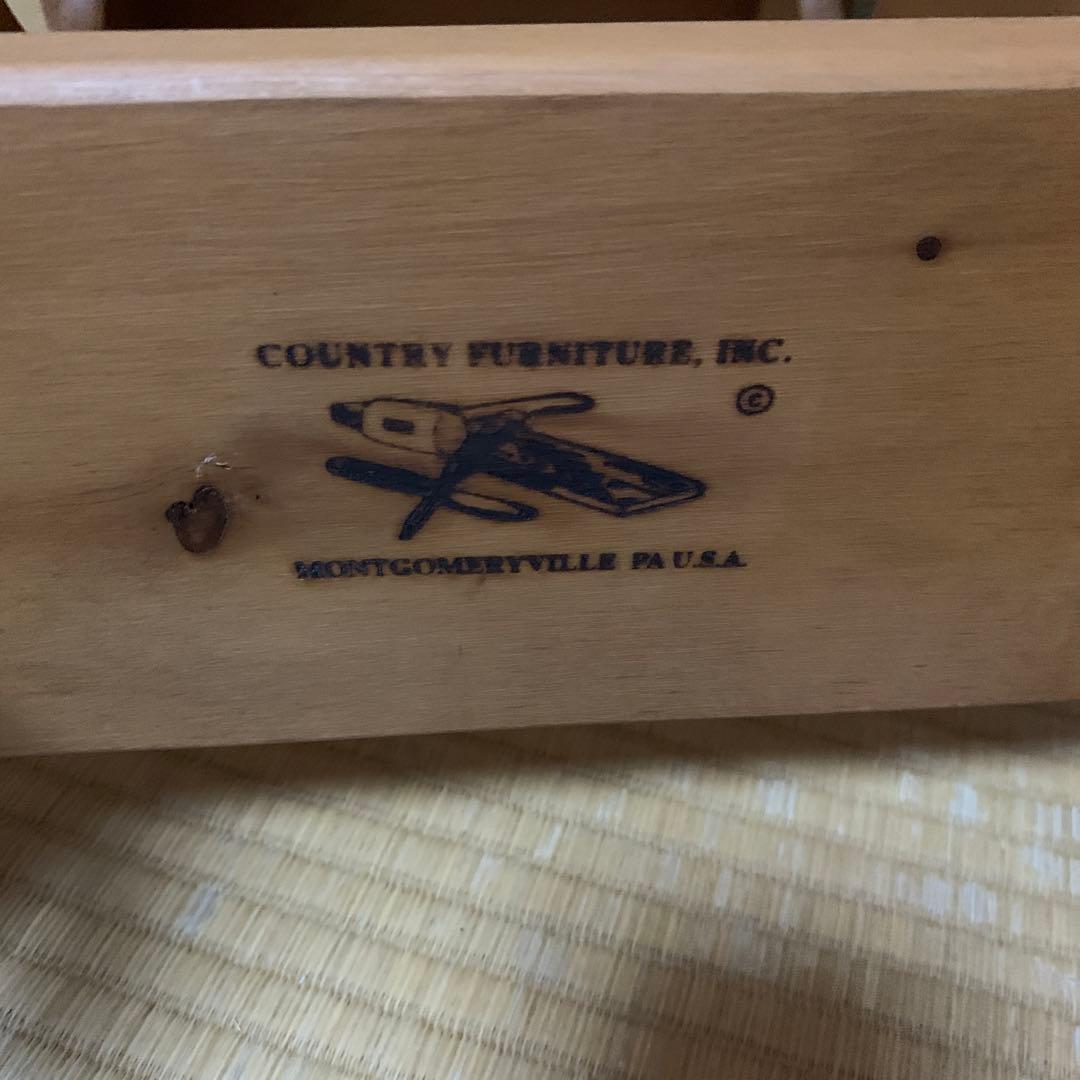 COUNTRY FURNITURE, INC.
©
MONTGOMERYVILLE PA U.S.A.